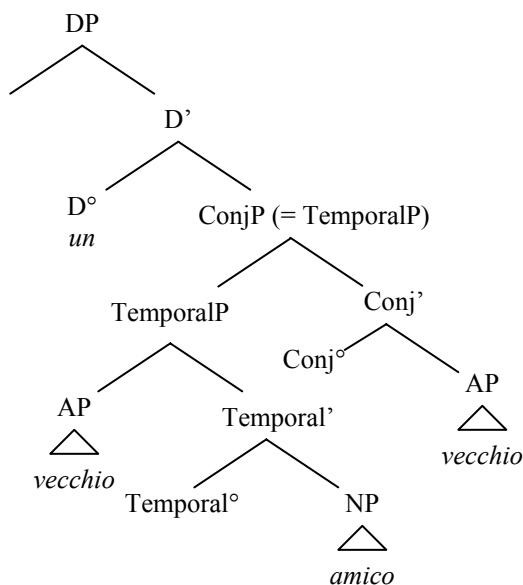 DP
D’
D°
un
ConjP (= TemporalP)
TemporalP
Conj’
Conj°
AP
vecchio
Temporal’
AP
vecchio
Temporal°
NP
amico